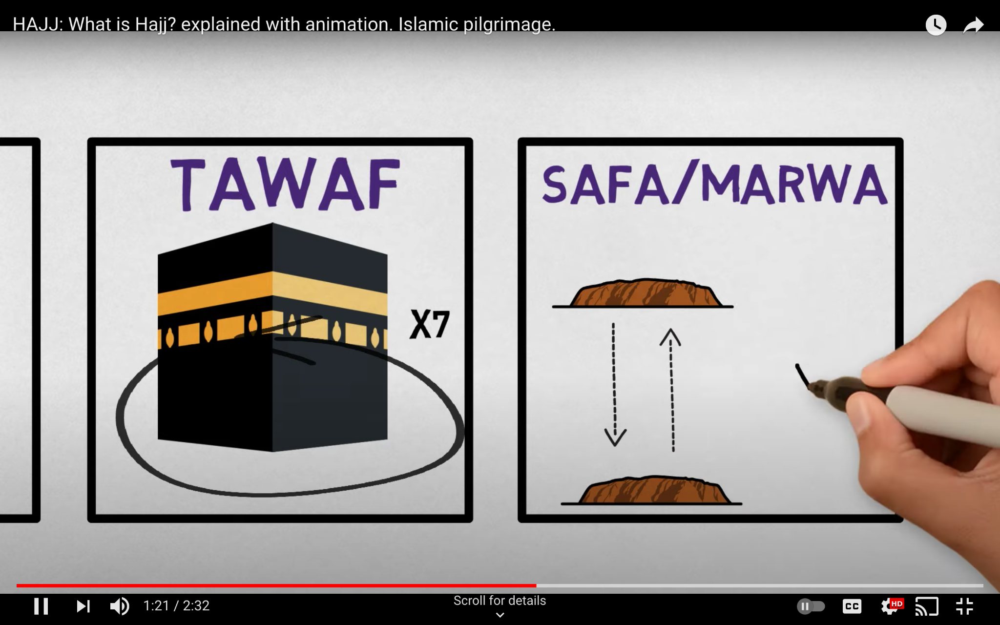 HAJJ: What is Hajj? explained with animation. Islamic pilgrimage.
TAWAF
X7
SAFA/MARWA
1:21 / 2:32
Scroll for details
CC
HD